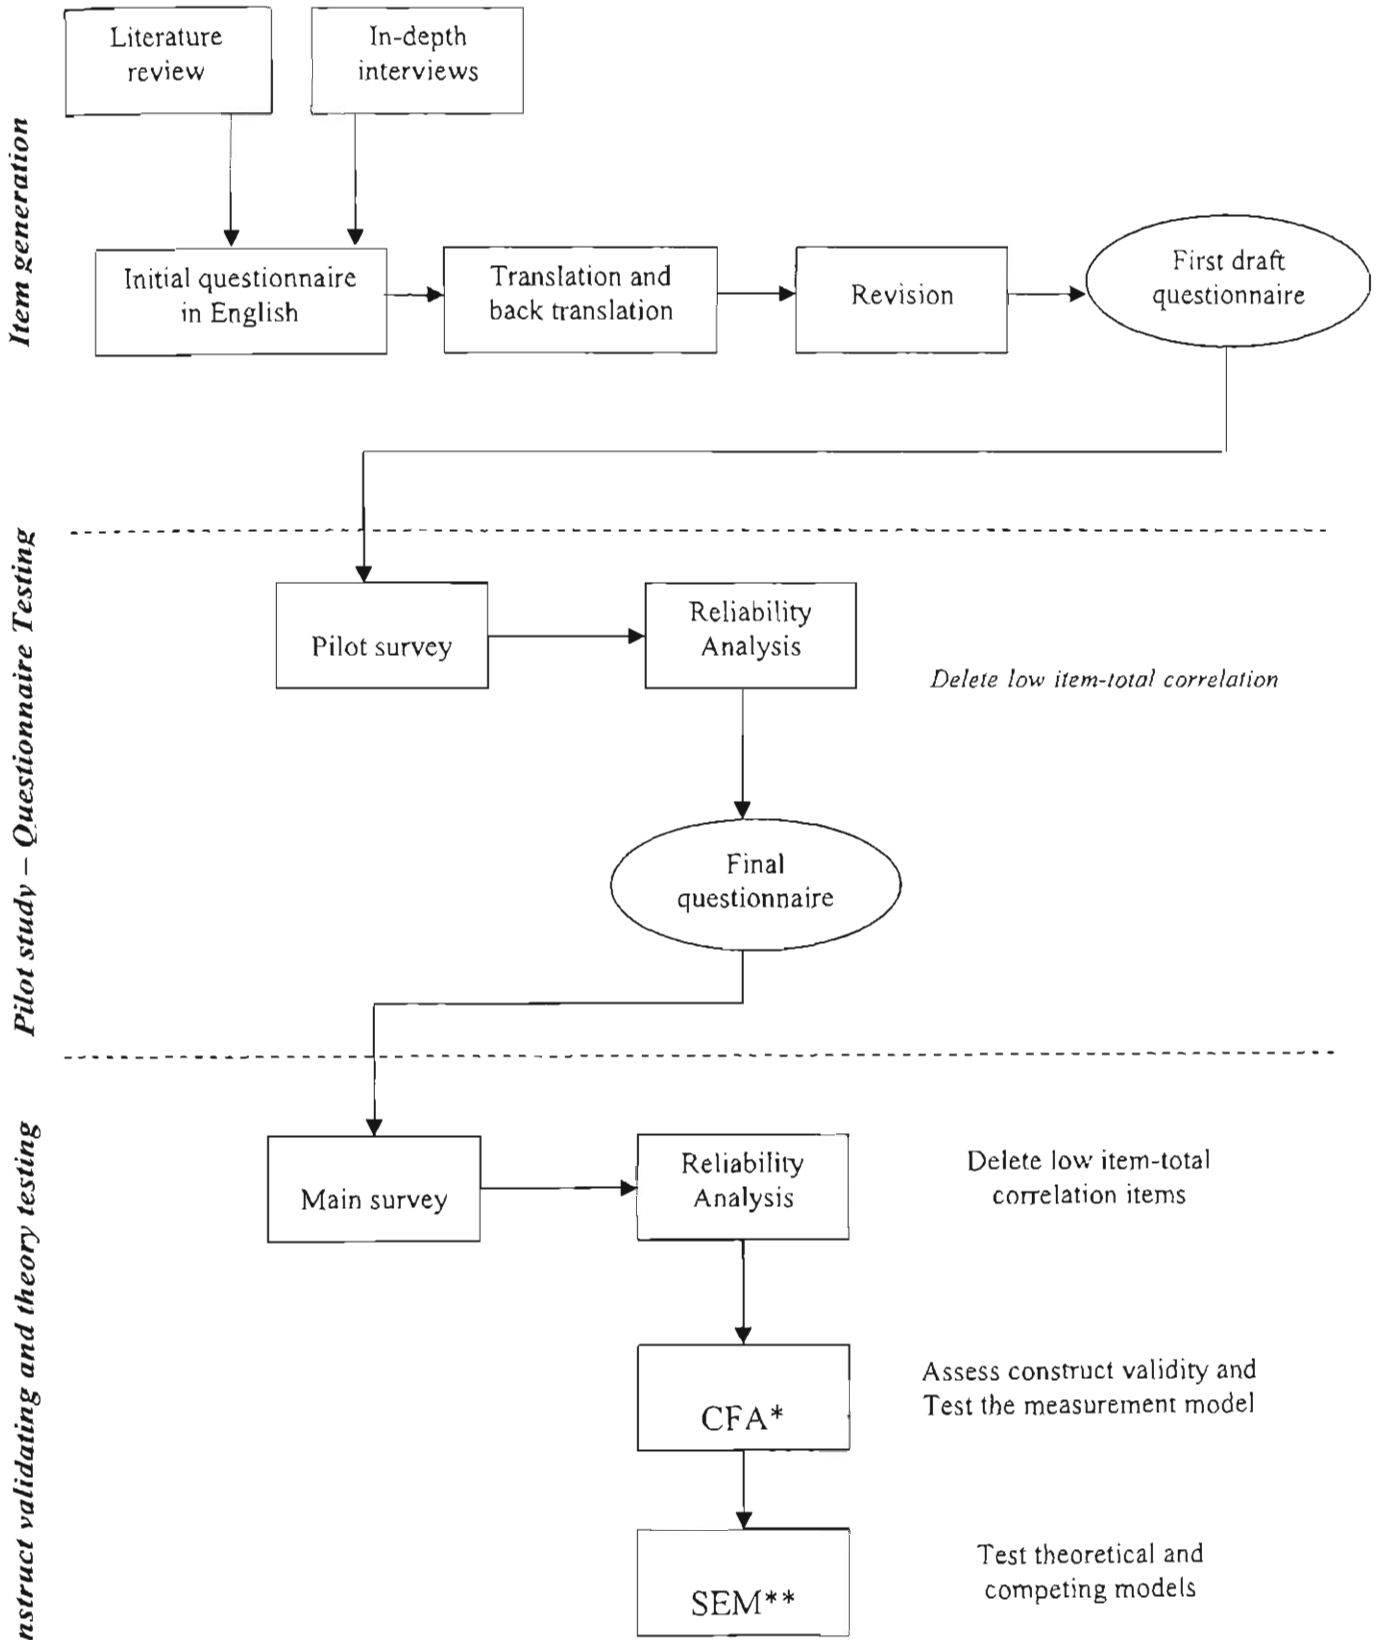 Literature
review
In-depth
interviews
Item generation
Initial questionnaire
in English
Translation and
back translation
Revision
First draft
questionnaire
Pilot study – Questionnaire Testing
Pilot survey
Reliability
Analysis
Delete low item-total correlation
Final
questionnaire
nstruct validating and theory testing
Main survey
Reliability
Analysis
Delete low item-total
correlation items
CFA*
Assess construct validity and
Test the measurement model
SEM**
Test theoretical and
competing models